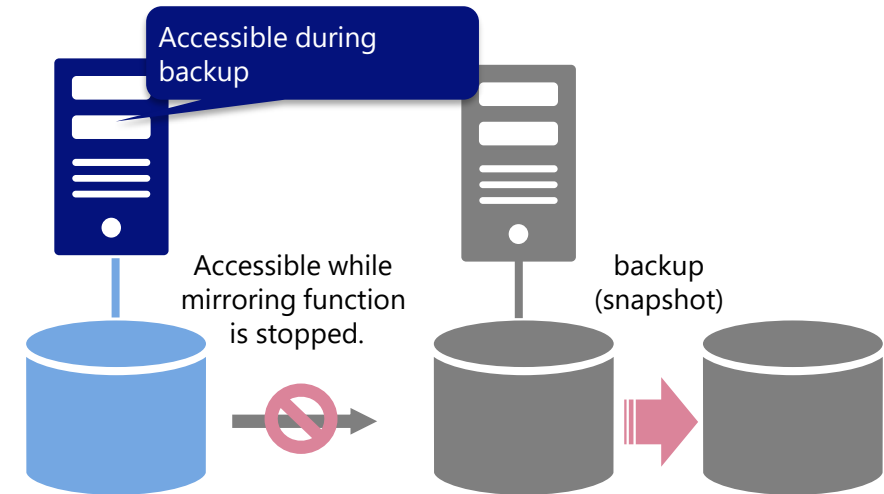 Accessible during
backup
Accessible while
mirroring function
is stopped.
backup
(snapshot)